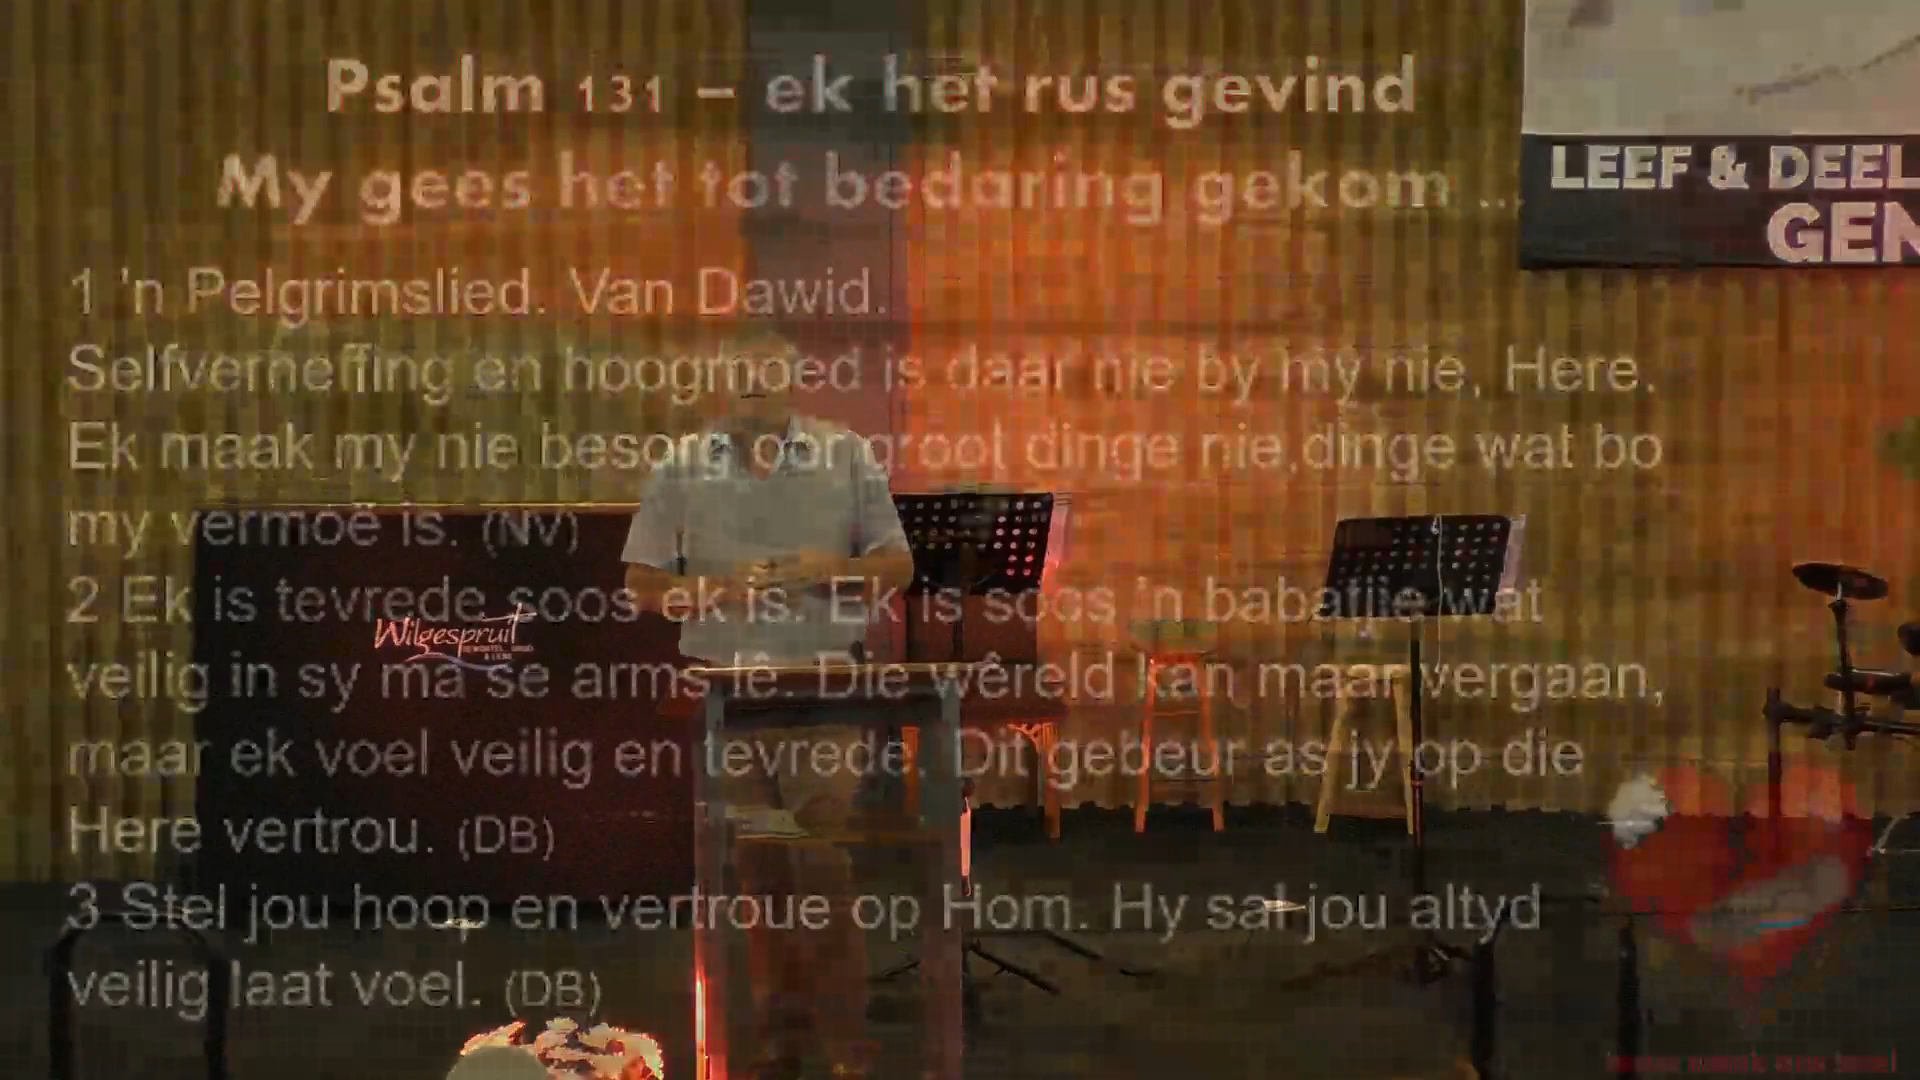 Psalm 131 – ek het rus gevind
My gees het tot bedaring gekom ...
1 'n Pelgrimslied. Van Dawid.
Selfverheffing en hoogmoed is daar nie by my nie, Here.
Ek maak my nie besorg oor groot dinge nie,dinge wat bo
my vermoë is. (NV)
2 Ek is tevrede soos ek is. Ek is soos 'n babatjie wat
veilig in sy ma se arms lê. Die wêreld kan maar vergaan,
maar ek voel veilig en tevrede. Dit gebeur as jy op die
Here vertrou. (DB)
3 Stel jou hoop en vertroue op Hom. Hy sal jou altyd
veilig laat voel. (DB)
LEEF & DEEL
GEN
Wilgespruit